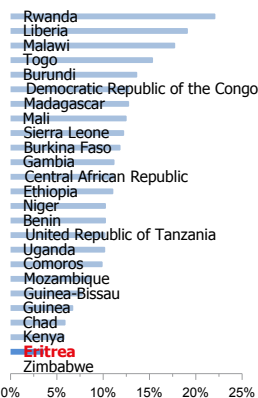 Rwanda
Liberia
Malawi
Togo
Burundi
Democratic Republic of the Congo
Madagascar
Mali
Sierra Leone
Burkina Faso
Gambia
Central African Republic
Ethiopia
Niger
Benin
United Republic of Tanzania
Uganda
Comoros
Mozambique
Guinea-Bissau
Guinea
Chad
Kenya
Eritrea
Zimbabwe
0% 5% 10% 15% 20% 25%